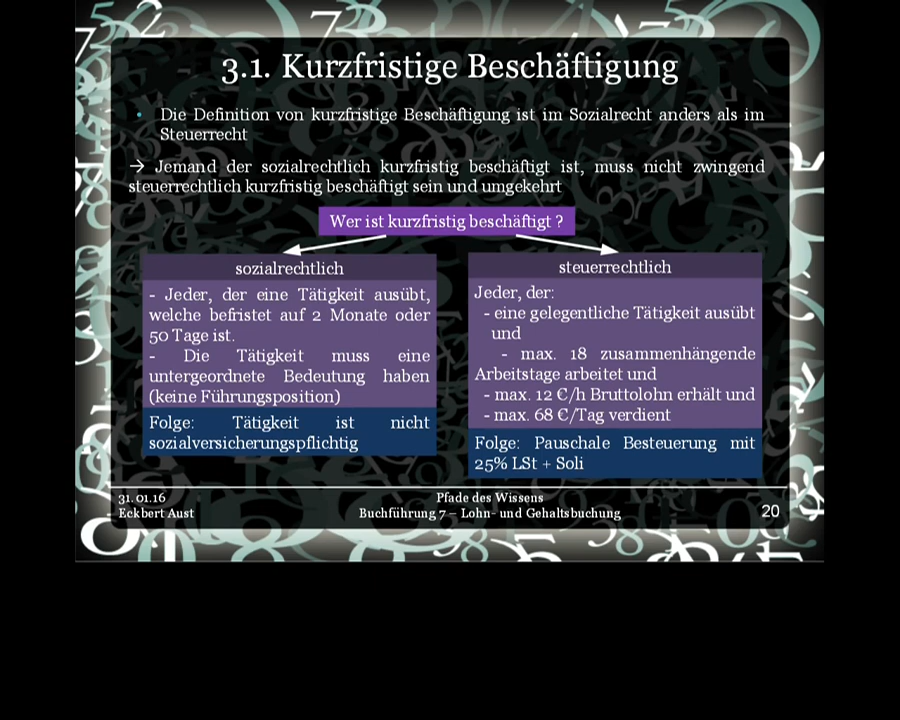 3.1. Kurzfristige Beschäftigung
• Die Definition von kurzfristige Beschäftigung ist im Sozialrecht anders als im
Steuerrecht
→ Jemand der sozialrechtlich kurzfristig beschäftigt ist, muss nicht zwingend
steuerrechtlich kurzfristig beschäftigt sein und umgekehrt
Wer ist kurzfristig beschäftigt ?
sozialrechtlich
- Jeder, der eine Tätigkeit ausübt,
welche befristet auf 2 Monate oder
50 Tage ist.
- Die Tätigkeit muss eine
untergeordnete Bedeutung haben
(keine Führungsposition)
Folge: Tätigkeit ist nicht
sozialversicherungspflichtig
steuerrechtlich
Jeder, der:
- eine gelegentliche Tätigkeit ausübt
und
- max. 18 zusammenhängende
Arbeitstage arbeitet und
- max. 12 €/h Bruttolohn erhält und
- max. 68 €/Tag verdient
Folge: Pauschale Besteuerung mit
25% LSt + Soli
31.01.16
Eckbert Aust
Pfade des Wissens
Buchführung 7 – Lohn- und Gehaltsbuchung
20